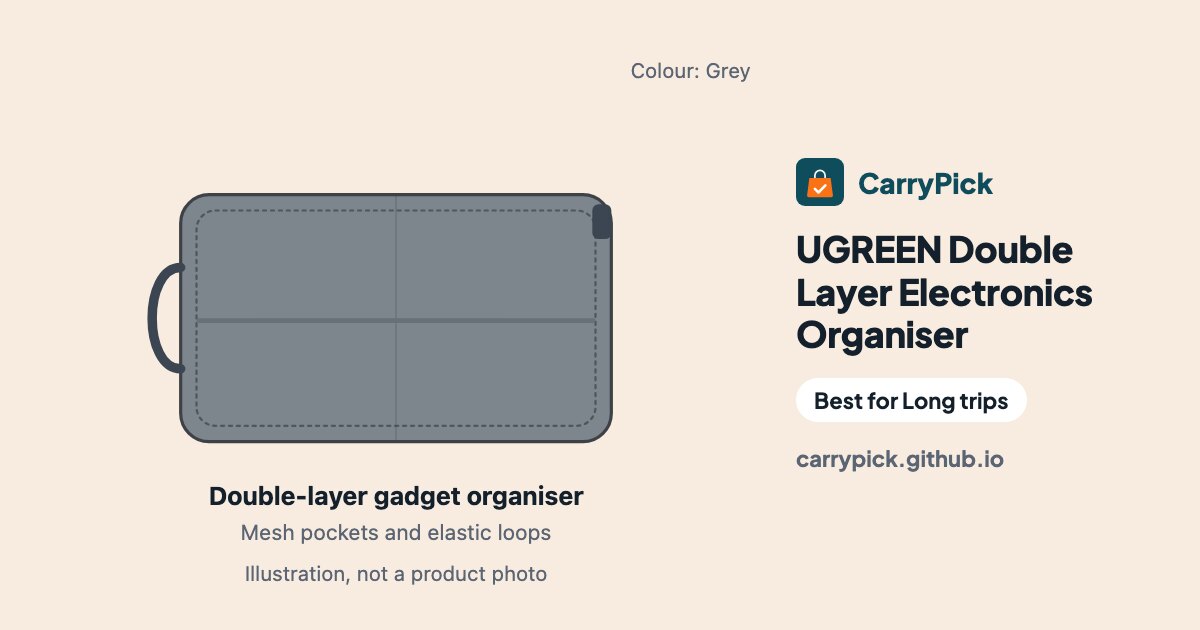 Colour: Grey
CarryPick
UGREEN Double
Layer Electronics
Organiser
Best for Long trips
carrypick.github.io
Double-layer gadget organiser
Mesh pockets and elastic loops
Illustration, not a product photo